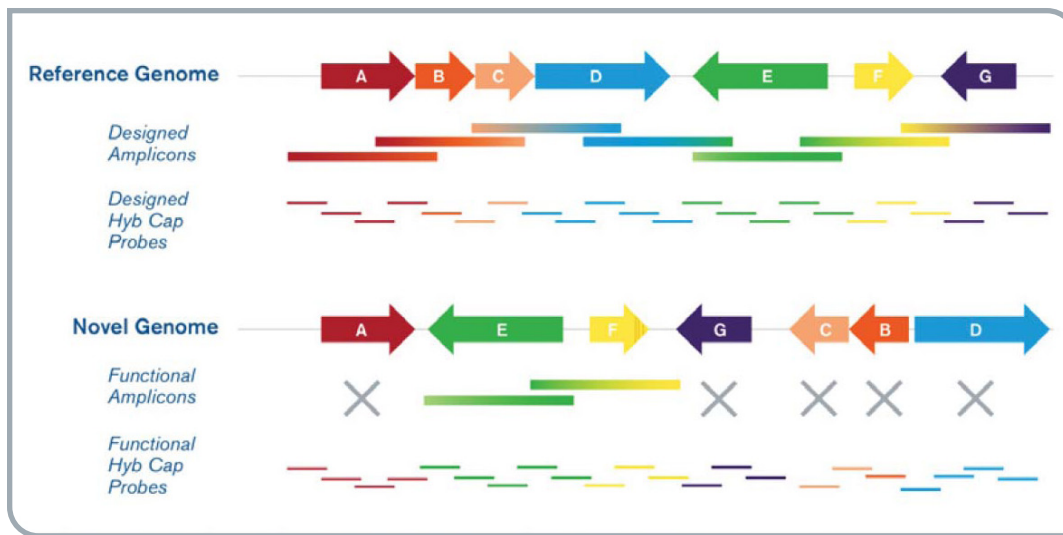 Reference Genome
A B C D E F G
Designed
Amplicons
Designed
Hyb Cap
Probes
Novel Genome
A E F G C B D
Functional
Amplicons
Functional
Hyb Cap
Probes